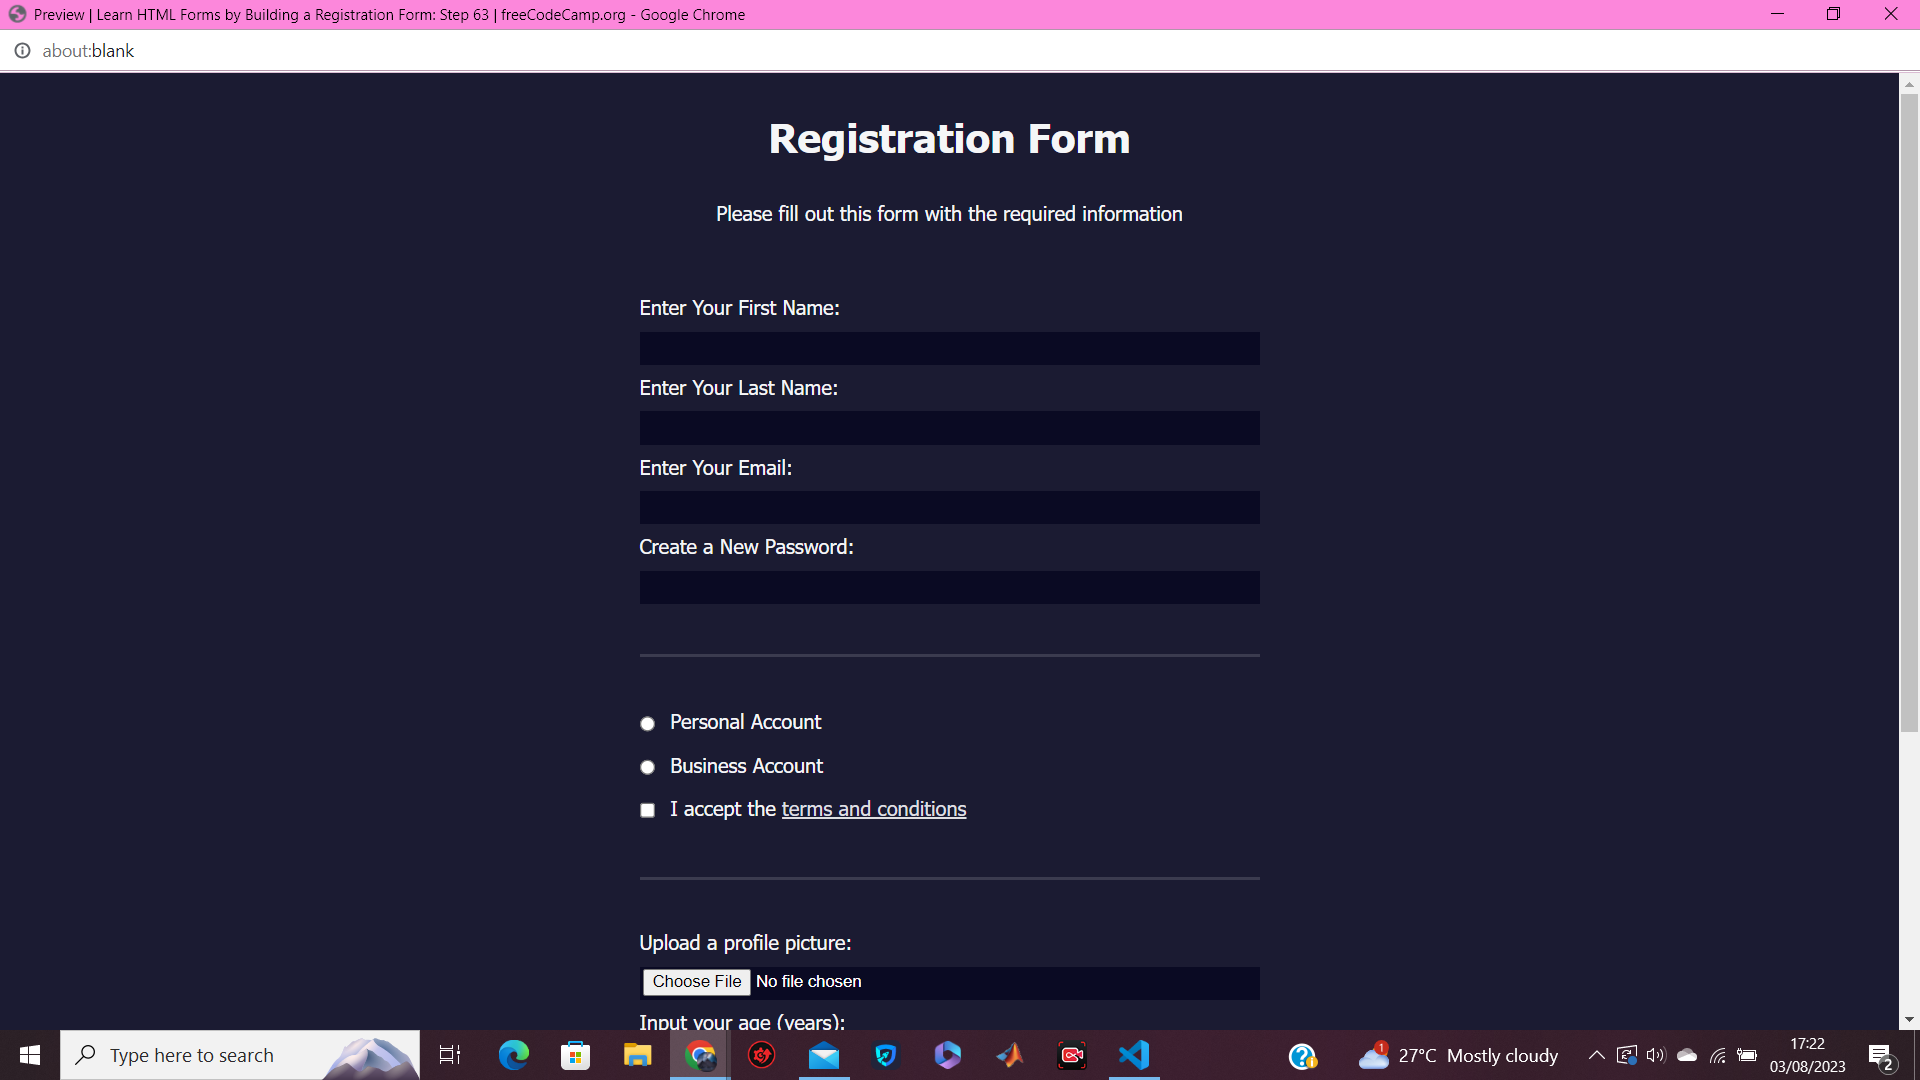 Preview | Learn HTML Forms by Building a Registration Form: Step 63 | freeCodeCamp.org - Google Chrome
about:blank
Registration Form
Please fill out this form with the required information
Enter Your First Name:
Enter Your Last Name:
Enter Your Email:
Create a New Password:
Personal Account
Business Account
I accept the terms and conditions
Upload a profile picture:
Choose File No file chosen
Input your age (years):
Type here to search
1
27°C Mostly cloudy
17:22
03/08/2023
2